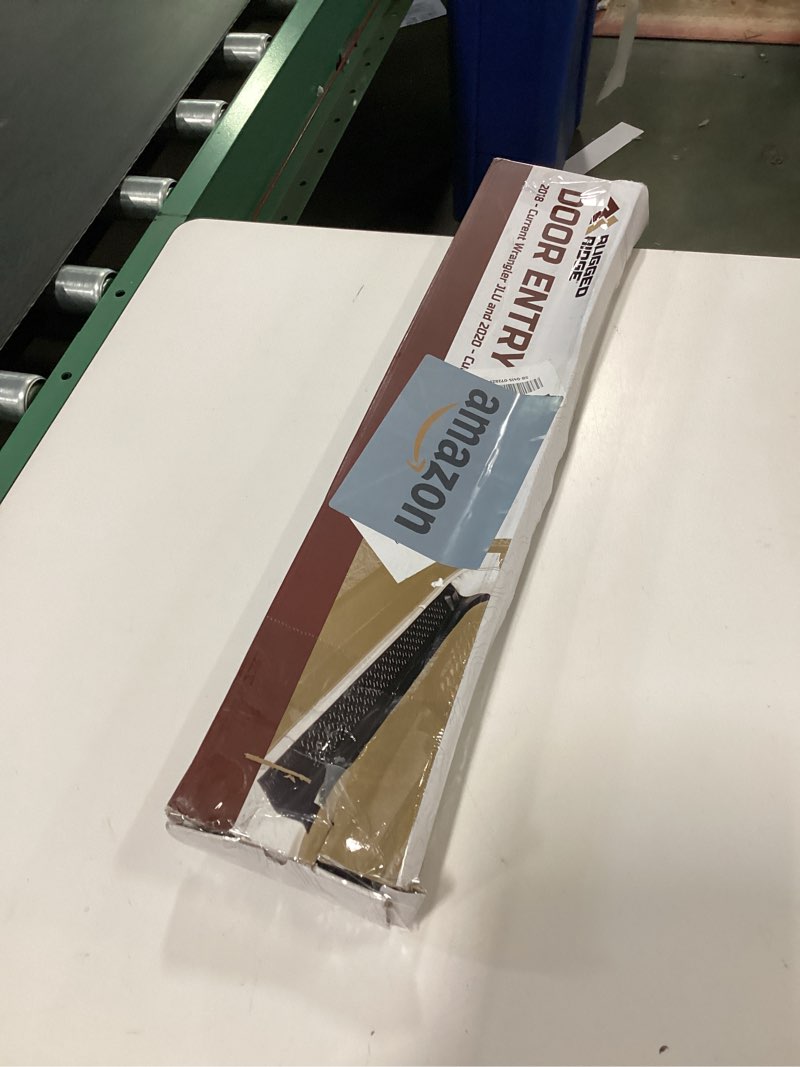 RUGGED
RIDGE
DOOR ENTRY
2018 - Current Wrangler JLU and 2020 - Cu
amazon